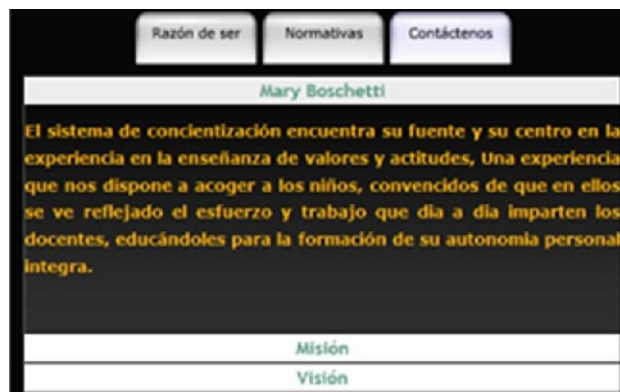 Razón de ser
Normativas
Contáctenos
Mary Boschetti
El sistema de concientización encuentra su fuente y su centro en la
experiencia en la enseñanza de valores y actitudes, Una experiencia
que nos dispone a acoger a los niños, convencidos de que en ellos
se ve reflejado el esfuerzo y trabajo que dia a dia imparten los
docentes, educándoles para la formación de su autonomia personal
integra.
Misión
Visión